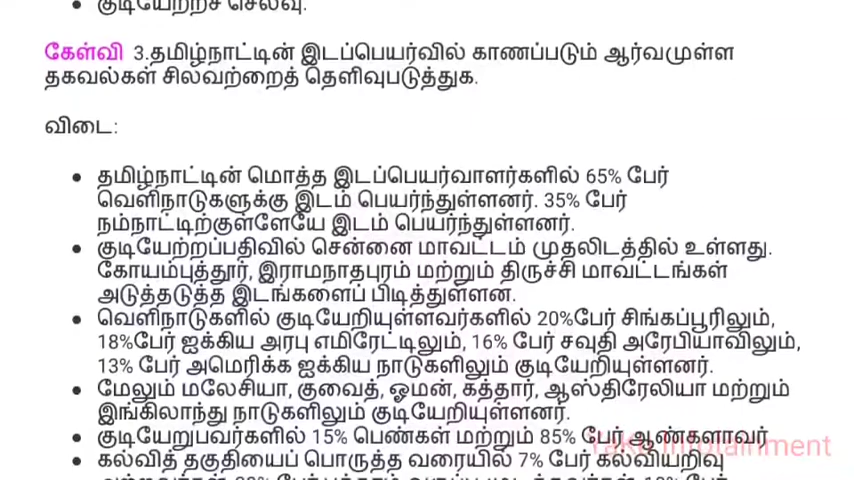 குடியேற்றச் செலவு.
கேள்வி 3.தமிழ்நாட்டின் இடப்பெயர்வில் காணப்படும் ஆர்வமுள்ள
தகவல்கள் சிலவற்றைத் தெளிவுபடுத்துக.
விடை:
தமிழ்நாட்டின் மொத்த இடப்பெயர்வாளர்களில் 65% பேர்
வெளிநாடுகளுக்கு இடம் பெயர்ந்துள்ளனர். 35% பேர்
நம்நாட்டிற்குள்ளேயே இடம் பெயர்ந்துள்ளனர்.
குடியேற்றப்பதிவில் சென்னை மாவட்டம் முதலிடத்தில் உள்ளது.
கோயம்புத்தூர், இராமநாதபுரம் மற்றும் திருச்சி மாவட்டங்கள்
அடுத்தடுத்த இடங்களைப் பிடித்துள்ளன.
வெளிநாடுகளில் குடியேறியுள்ளவர்களில் 20%பேர் சிங்கப்பூரிலும்,
18%பேர் ஐக்கிய அரபு எமிரேட்டிலும், 16% பேர் சவுதி அரேபியாவிலும்,
13% பேர் அமெரிக்க ஐக்கிய நாடுகளிலும் குடியேறியுள்ளனர்.
மேலும் மலேசியா, குவைத், ஓமன், கத்தார், ஆஸ்திரேலியா மற்றும்
இங்கிலாந்து நாடுகளிலும் குடியேறியுள்ளனர்.
குடியேறுபவர்களில் 15% பெண்கள் மற்றும் 85% பேர் ஆண்களாவர்
கல்வித் தகுதியைப் பொருத்த வரையில் 7% பேர் கல்வியறிவு